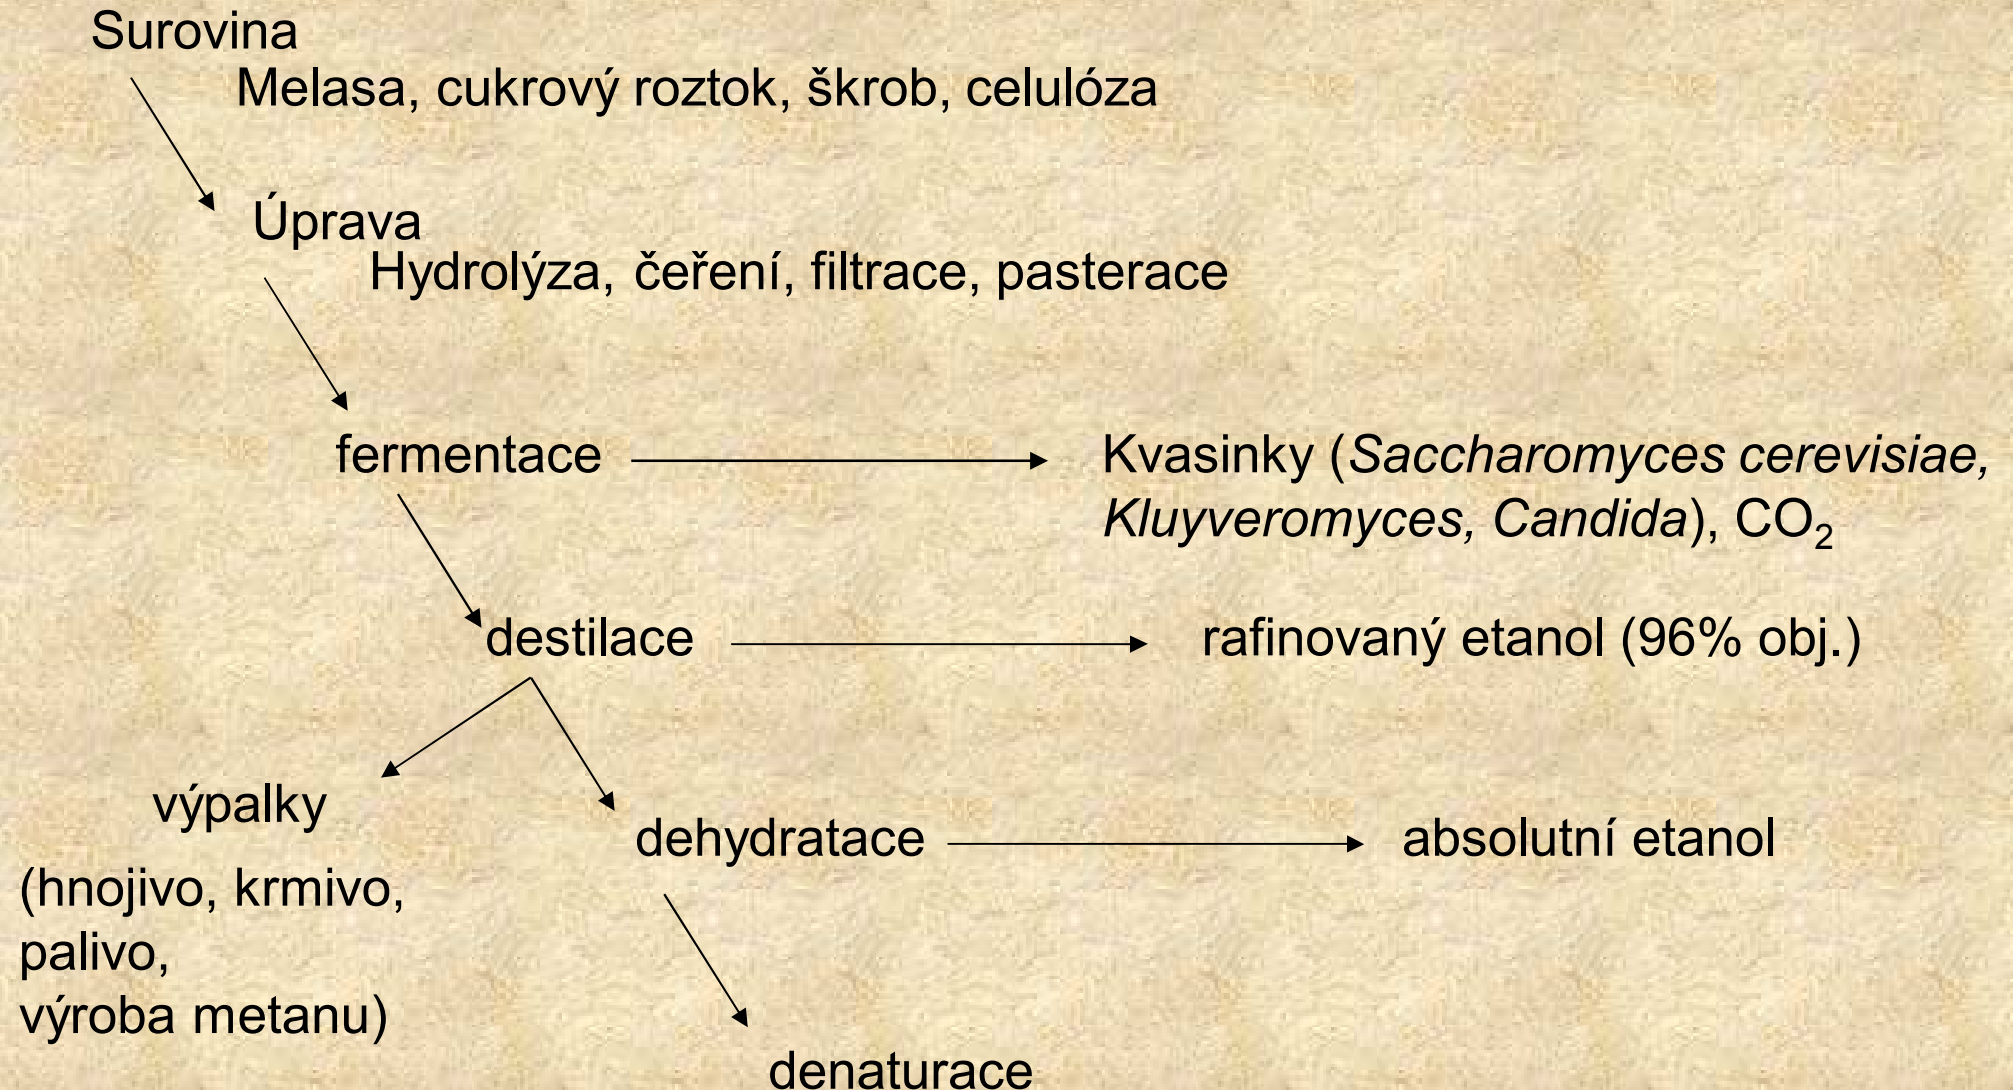 Surovina
Melasa, cukrový roztok, škrob, celulóza
Úprava
Hydrolýza, čeření, filtrace, pasterace
fermentace
Kvasinky (Saccharomyces cerevisiae,
Kluyveromyces, Candida), CO₂
destilace
rafinovaný etanol (96% obj.)
výpalky
(hnojivo, krmivo,
palivo,
výroba metanu)
dehydratace
absolutní etanol
denaturace